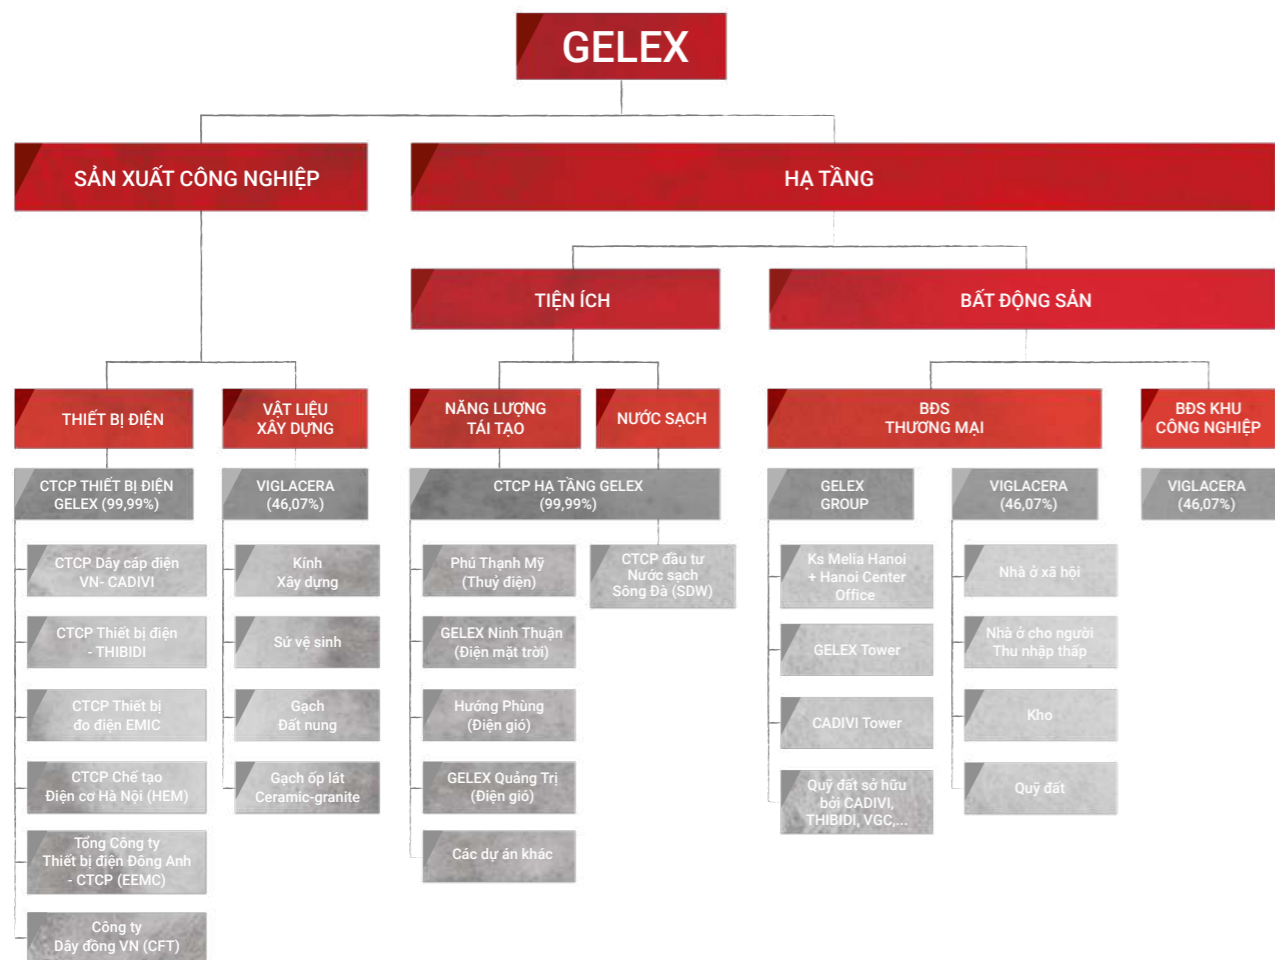 GELEX
SẢN XUẤT CÔNG NGHIỆP
HẠ TẦNG
TIỆN ÍCH
BẤT ĐỘNG SẢN
THIẾT BỊ ĐIỆN
VẬT LIỆU
XÂY DỰNG
NĂNG LƯỢNG
TÁI TẠO
NƯỚC SẠCH
BĐS
THƯƠNG MẠI
BĐS KHU
CÔNG NGHIỆP
CTCP THIẾT BỊ ĐIỆN
GELEX (99,99%)
VIGLACERA
(46,07%)
CTCP HẠ TẦNG GELEX
(99,99%)
GELEX
GROUP
VIGLACERA
(46,07%)
VIGLACERA
(46,07%)
CTCP Dây cáp điện
VN- CADIVI
CTCP Thiết bị điện
- THIBIDI
CTCP Thiết bị
đo điện EMIC
CTCP Chế tạo
Điện cơ Hà Nội (HEM)
Tổng Công ty
Thiết bị điện Đông Anh
- CTCP (EEMC)
Công ty
Dây đồng VN (CFT)
Kính
Xây dựng
Sứ vệ sinh
Gạch
Đất nung
Gạch ốp lát
Ceramic-granite
Phú Thạnh Mỹ
(Thuỷ điện)
GELEX Ninh Thuận
(Điện mặt trời)
Hướng Phùng
(Điện gió)
GELEX Quảng Trị
(Điện gió)
Các dự án khác
CTCP đầu tư
Nước sạch
Sông Đà (SDW)
Ks Melia Hanoi
+ Hanoi Center
Office
GELEX Tower
CADIVI Tower
Quỹ đất sở hữu
bởi CADIVI,
THIBIDI, VGC,...
Nhà ở xã hội
Nhà ở cho người
Thu nhập thấp
Kho
Quỹ đất